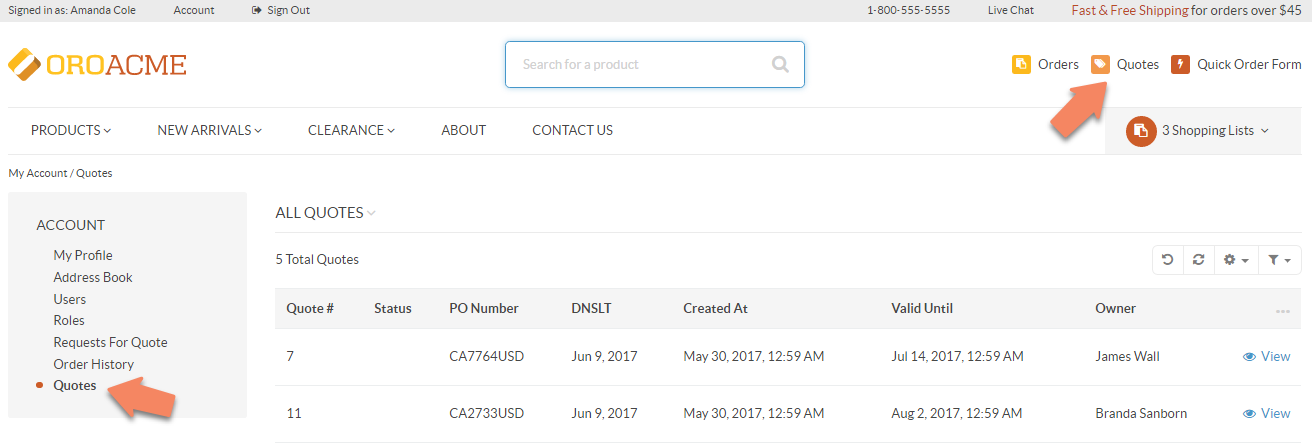 Signed in as: Amanda Cole Account Sign Out 1-800-555-5555 Live Chat Fast & Free Shipping for orders over $45
OROACME Search for a product Orders Quotes Quick Order Form
PRODUCTS NEW ARRIVALS CLEARANCE ABOUT CONTACT US 3 Shopping Lists
My Account / Quotes
ACCOUNT
My Profile
Address Book
Users
Roles
Requests For Quote
Order History
Quotes
ALL QUOTES
5 Total Quotes
Quote # Status PO Number DNSLT Created At Valid Until Owner ...
7 CA7764USD Jun 9, 2017 May 30, 2017, 12:59 AM Jul 14, 2017, 12:59 AM James Wall View
11 CA2733USD Jun 9, 2017 May 30, 2017, 12:59 AM Aug 2, 2017, 12:59 AM Branda Sanborn View